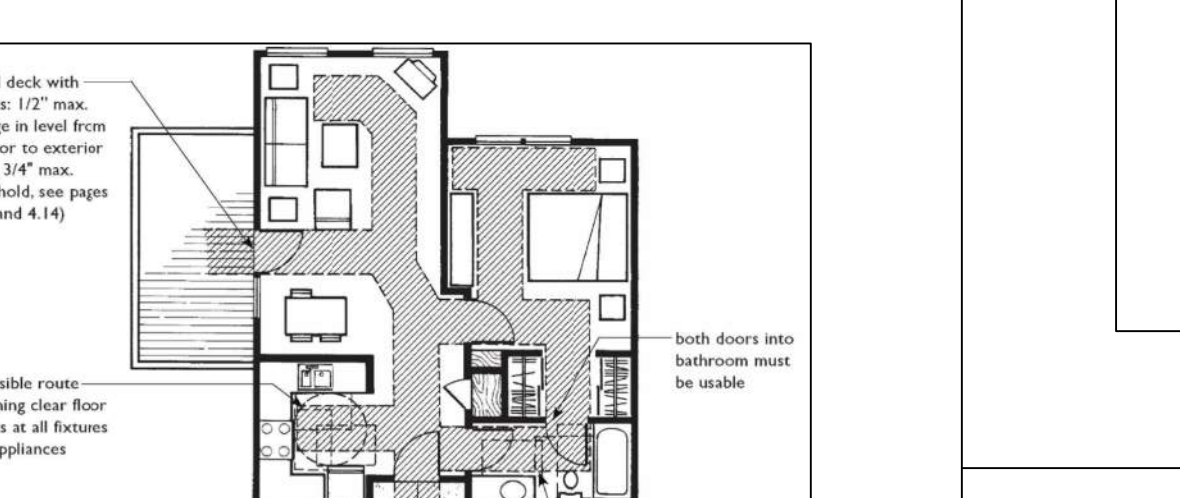 deck with
s: 1/2" max.
ge in level from
or to exterior
3/4" max.
hold, see pages
and 4.14)
both doors into
bathroom must
be usable
sible route
ning clear floor
s at all fixtures
ppliances